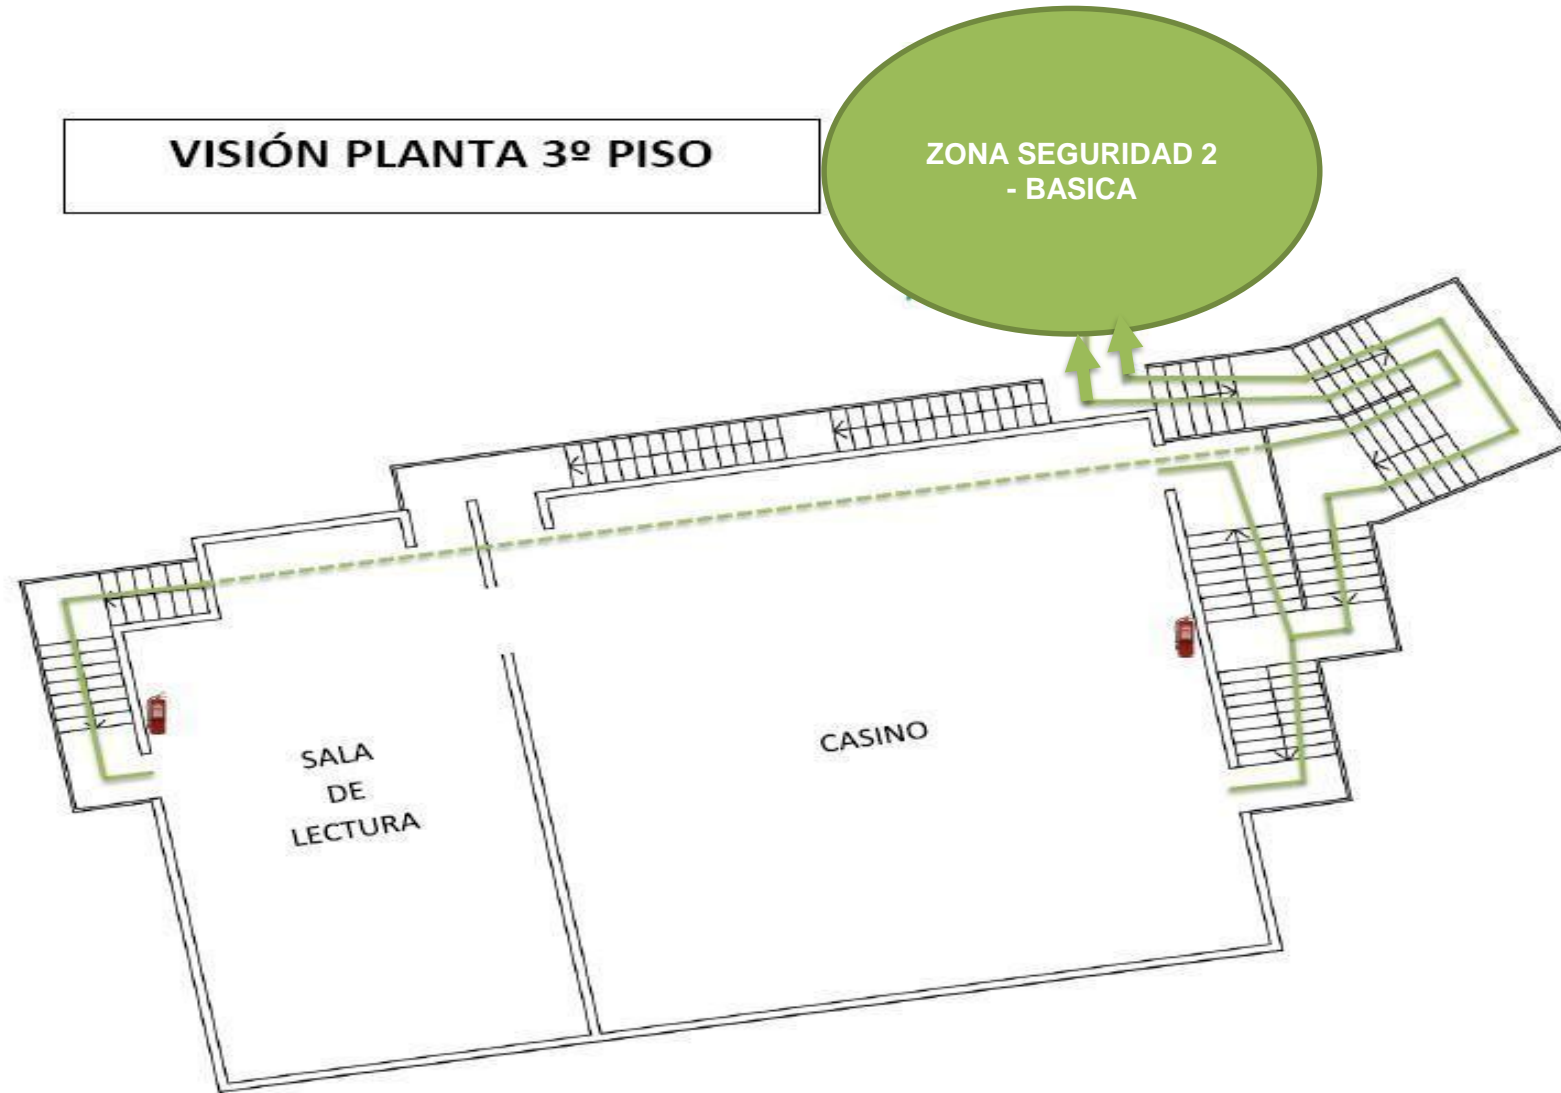 VISIÓN PLANTA 3º PISO
ZONA SEGURIDAD 2
- BASICA
SALA
DE
LECTURA
CASINO